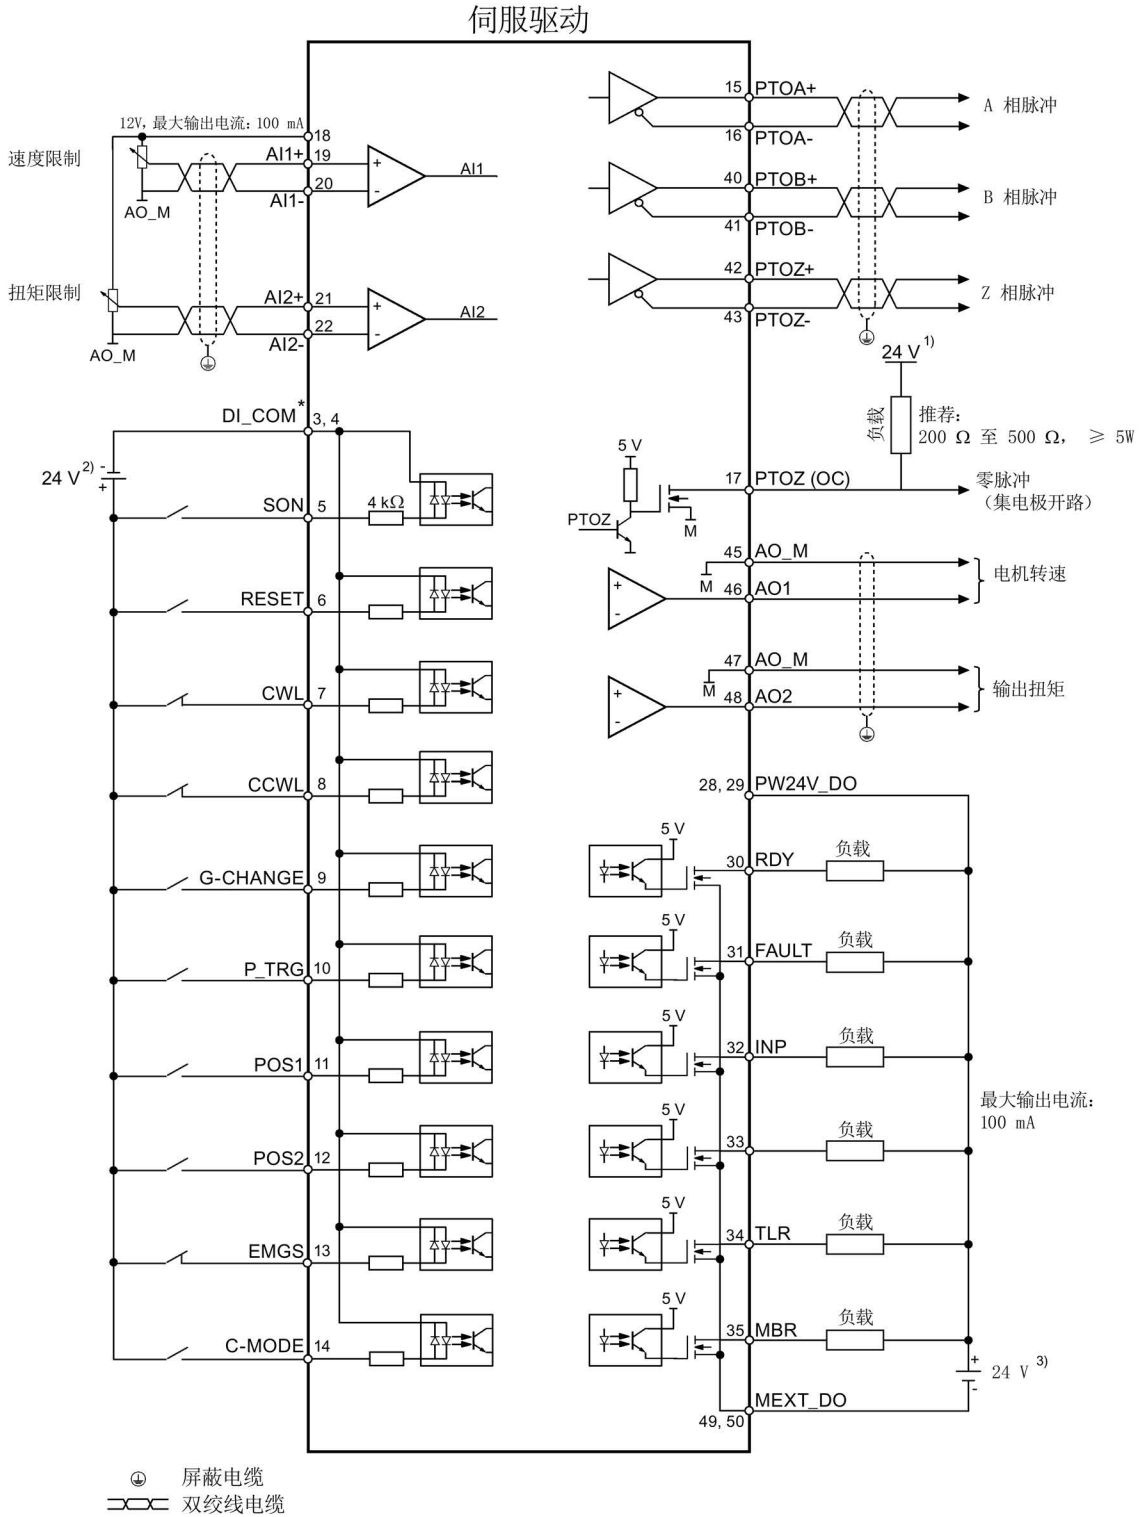 伺服驱动
12V, 最大输出电流: 100 mA
速度限制
扭矩限制
18
AI1+ 19
20
AI1-
AO_M
AI1
AI2+ 21
22
AI2-
AO_M
AI2
DI_COM* 3, 4
24 V 2)
-
+
SON 5
4 kΩ
RESET 6
CWL 7
CCWL 8
G-CHANGE 9
P_TRG 10
POS1 11
POS2 12
EMGS 13
C-MODE 14
15 PTOA+
16 PTOA-
A 相脉冲
40 PTOB+
41 PTOB-
B 相脉冲
42 PTOZ+
43 PTOZ-
Z 相脉冲
24 V 1)
负载
推荐:
200 Ω 至 500 Ω, ≥ 5W
5 V
PTOZ
M
17 PTOZ (OC)
零脉冲
(集电极开路)
45 AO_M
M
46 AO1
电机转速
47 AO_M
M
48 AO2
输出扭矩
28, 29 PW24V_DO
5 V
30 RDY
负载
5 V
31 FAULT
负载
5 V
32 INP
负载
最大输出电流:
100 mA
5 V
33
负载
5 V
34 TLR
负载
5 V
35 MBR
负载
+
-
24 V 3)
MEXT_DO
49, 50
屏蔽电缆
双绞线电缆